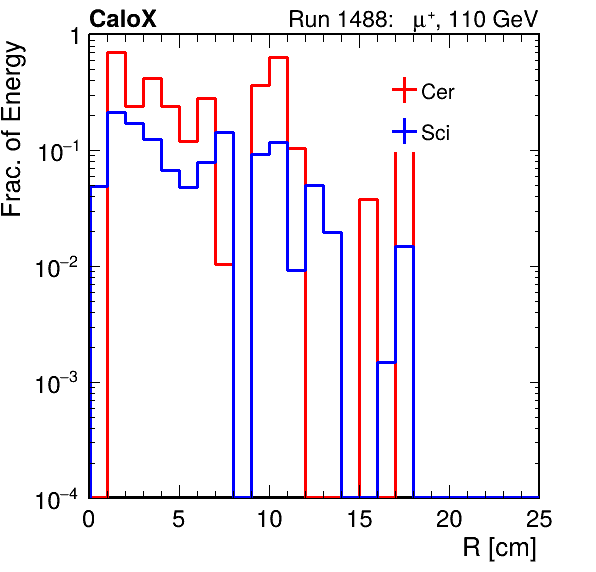 CaloX Run 1488: μ⁺, 110 GeV
Frac. of Energy
1
10⁻¹
10⁻²
10⁻³
10⁻⁴
Cer
Sci
0 5 10 15 20 25
R [cm]